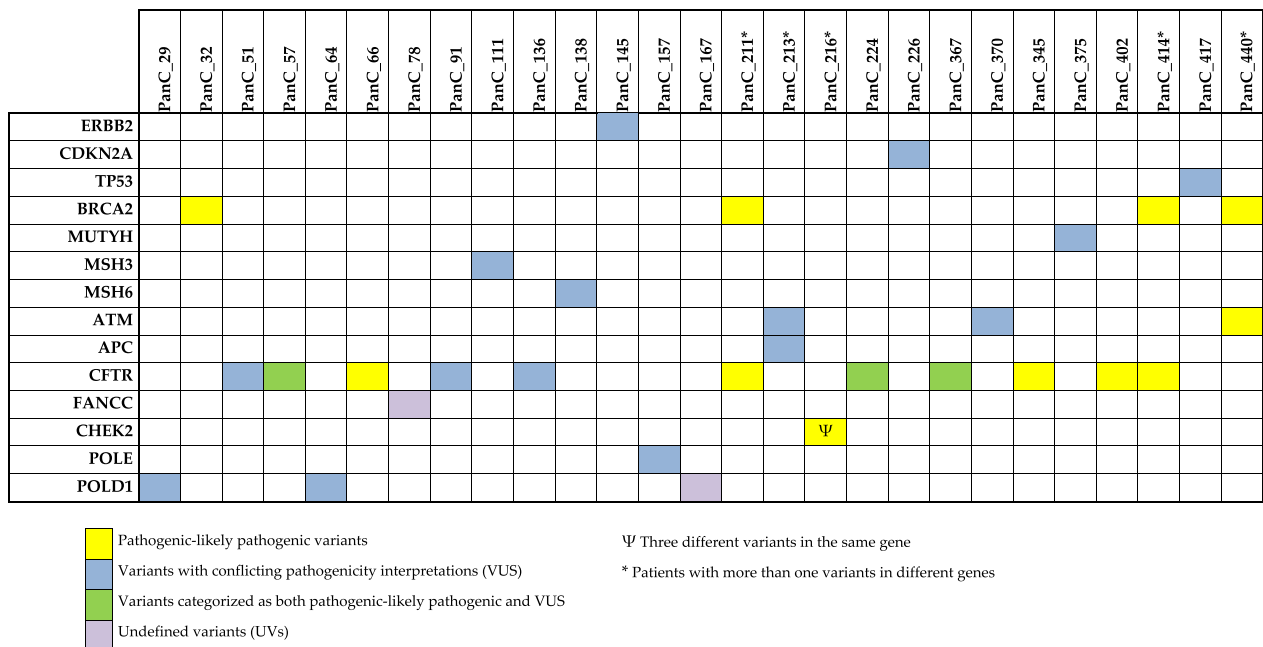 PanC_29 PanC_32 PanC_51 PanC_57 PanC_64 PanC_66 PanC_78 PanC_91 PanC_111 PanC_136 PanC_138 PanC_145 PanC_157 PanC_167 PanC_211* PanC_213* PanC_216* PanC_224 PanC_226 PanC_367 PanC_370 PanC_345 PanC_375 PanC_402 PanC_414* PanC_417 PanC_440*
ERBB2
CDKN2A
TP53
BRCA2
MUTYH
MSH3
MSH6
ATM
APC
CFTR
FANCC
CHEK2 Ψ
POLE
POLD1
Pathogenic-likely pathogenic variants
Variants with conflicting pathogenicity interpretations (VUS)
Variants categorized as both pathogenic-likely pathogenic and VUS
Undefined variants (UVs)
Ψ Three different variants in the same gene
* Patients with more than one variants in different genes